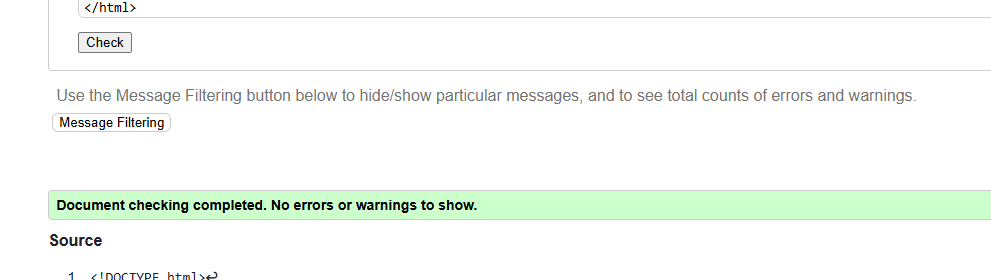 </html>
Check
Use the Message Filtering button below to hide/show particular messages, and to see total counts of errors and warnings.
Message Filtering
Document checking completed. No errors or warnings to show.
Source
1. <!DOCTYPE html>↩